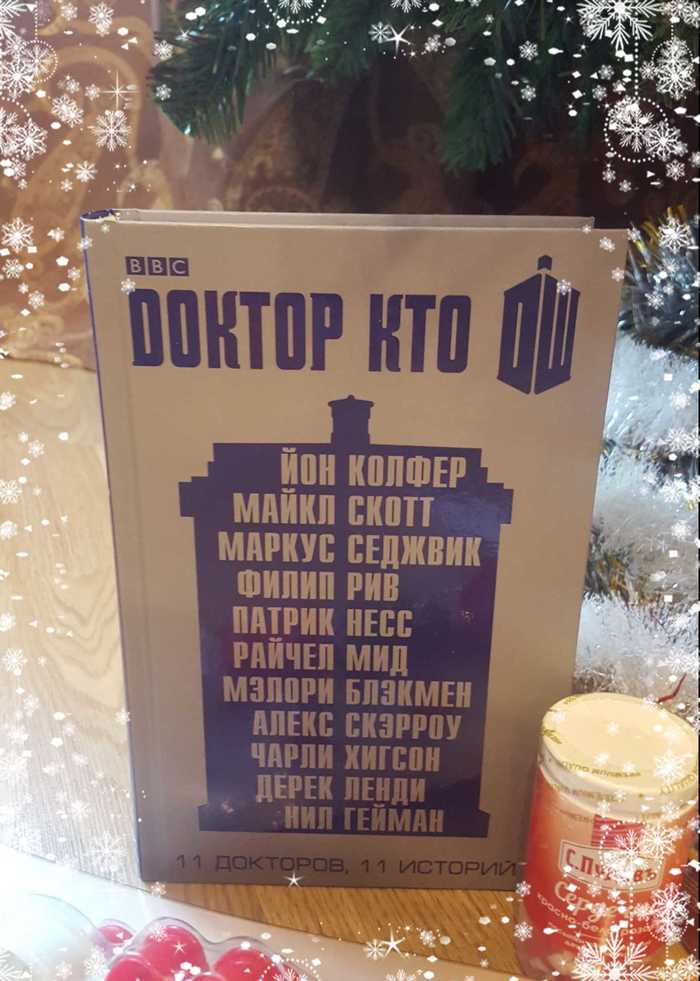 BBC
ДОКТОР КТО DW
ЙОН КОЛФЕР
МАЙКЛ СКОТТ
МАРКУС СЕДЖВИК
ФИЛИП РИВ
ПАТРИК НЕСС
РАЙЧЕЛ МИД
МЭЛОРИ БЛЭКМЕН
АЛЕКС СКЭРРОУ
ЧАРЛИ ХИГСОН
ДЕРЕК ЛЕНДИ
НИЛ ГЕЙМАН
11 ДОКТОРОВ, 11 ИСТОРИЙ